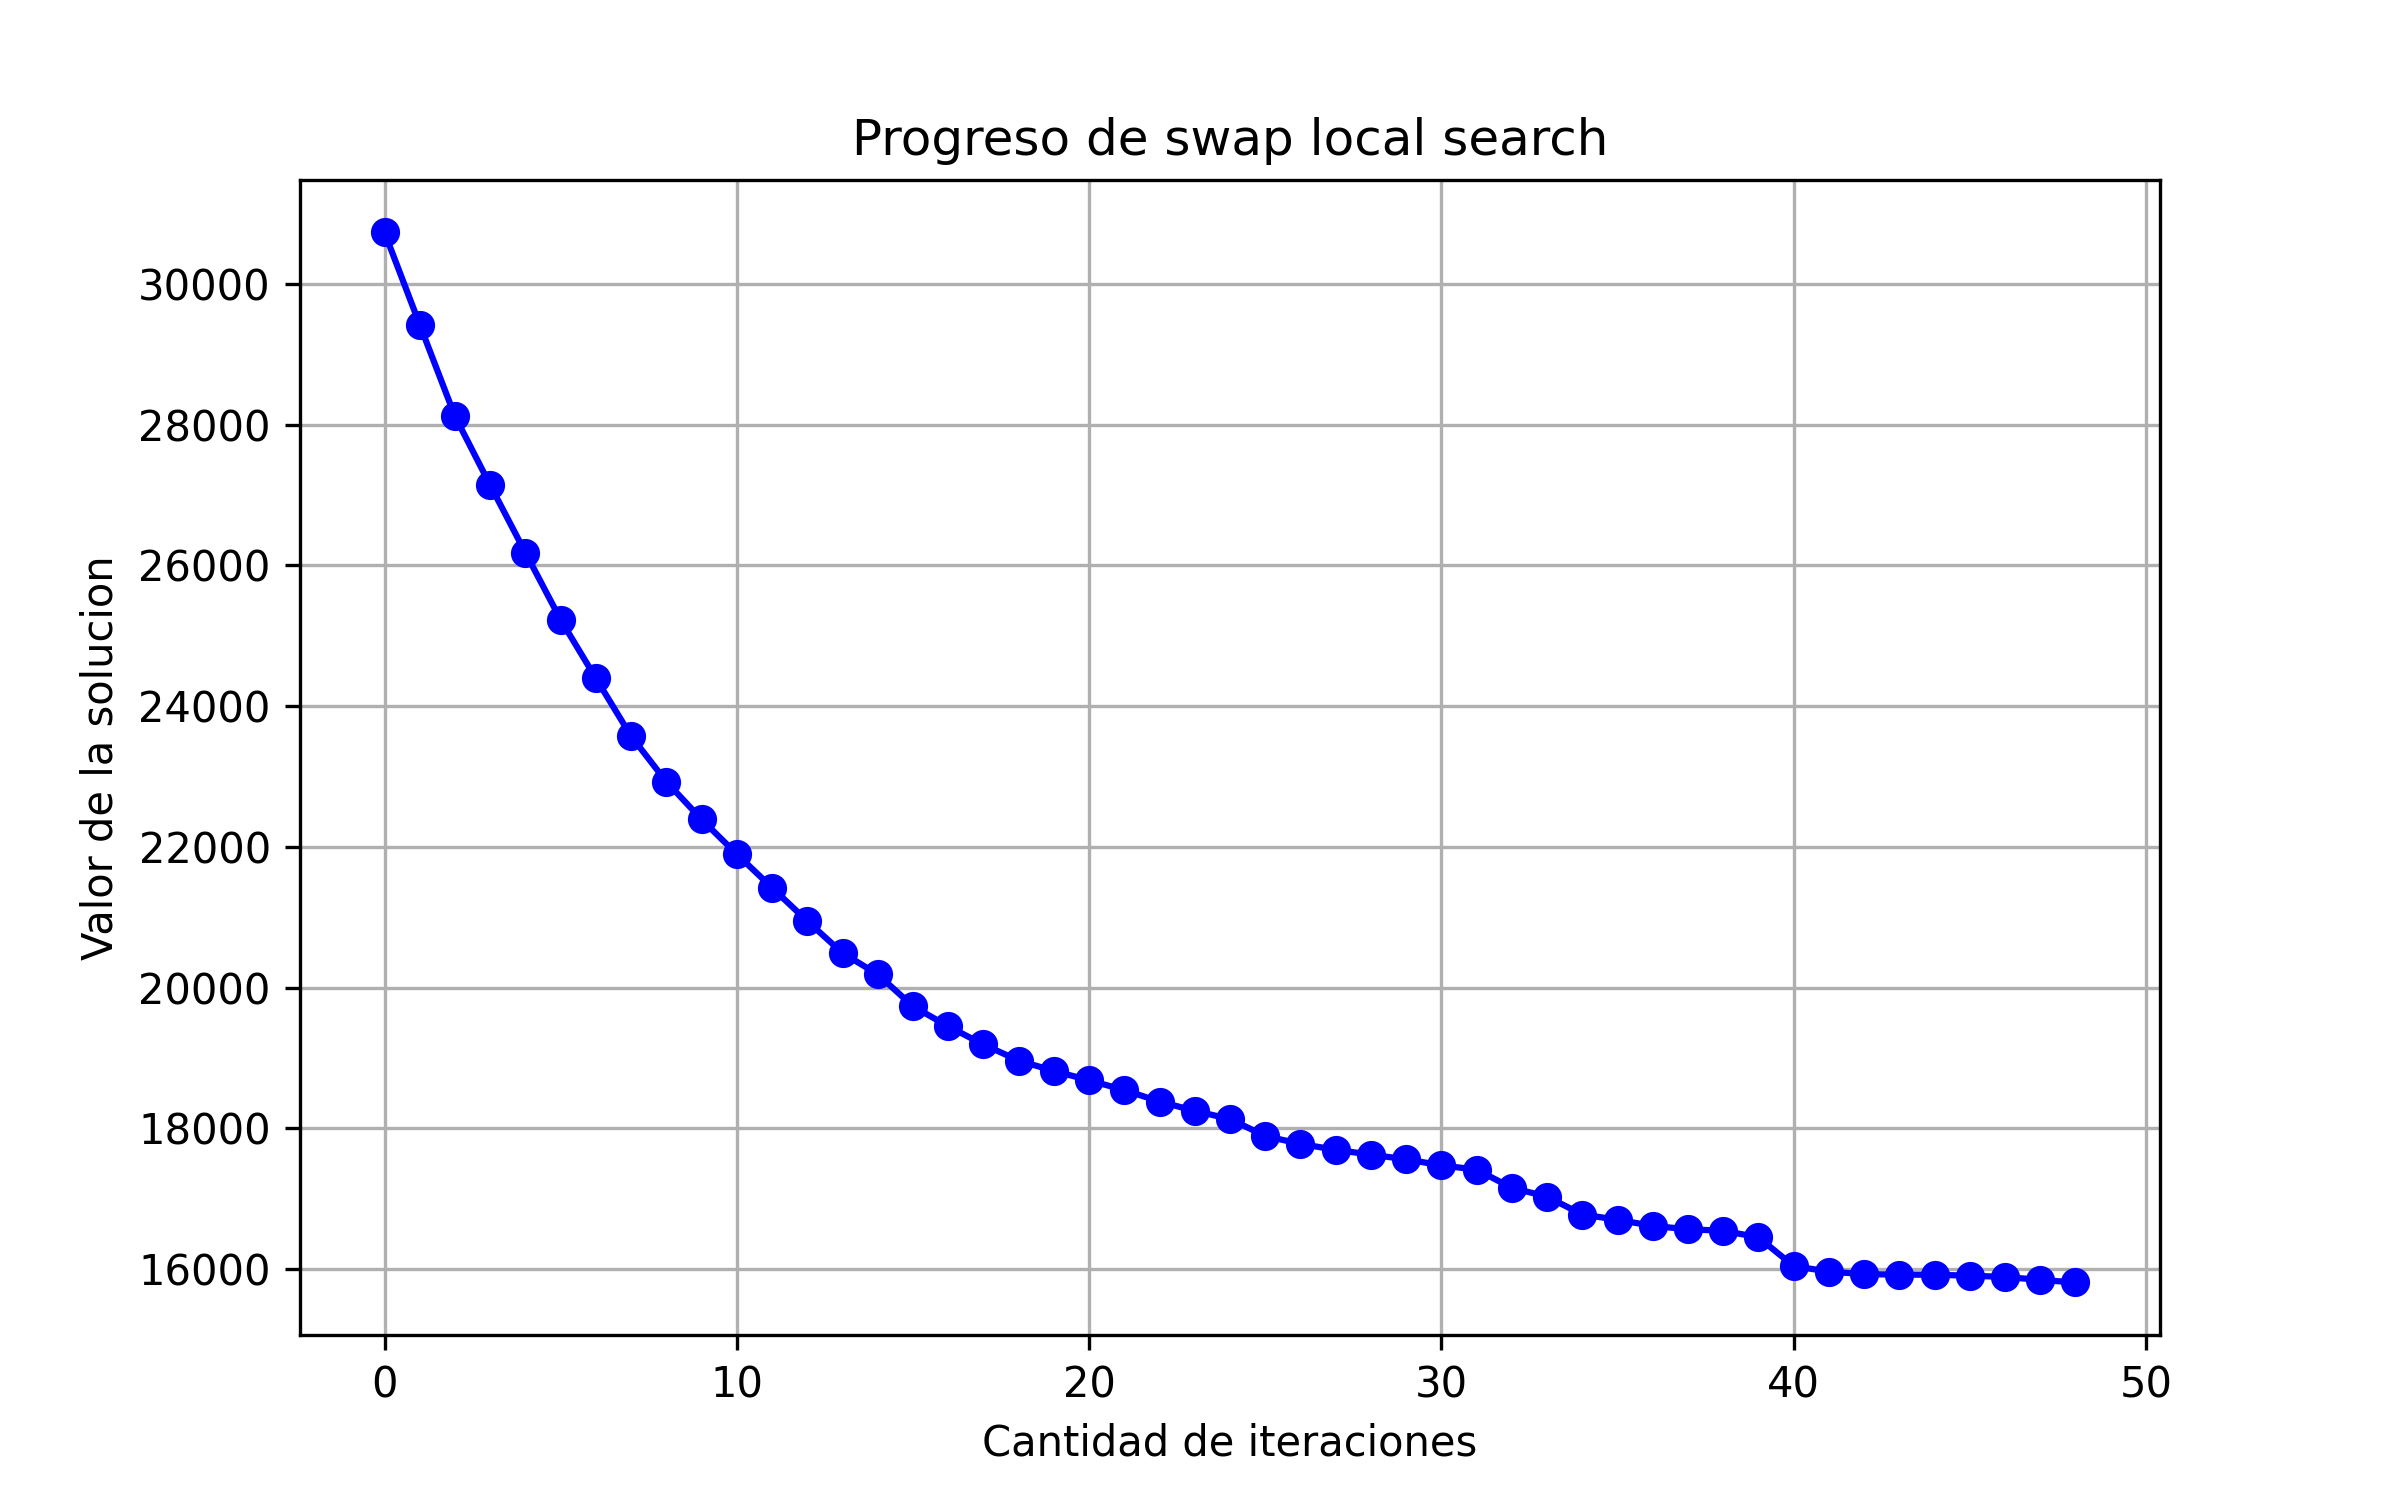 Progreso de swap local search
Valor de la solucion
30000
28000
26000
24000
22000
20000
18000
16000
0 10 20 30 40 50
Cantidad de iteraciones